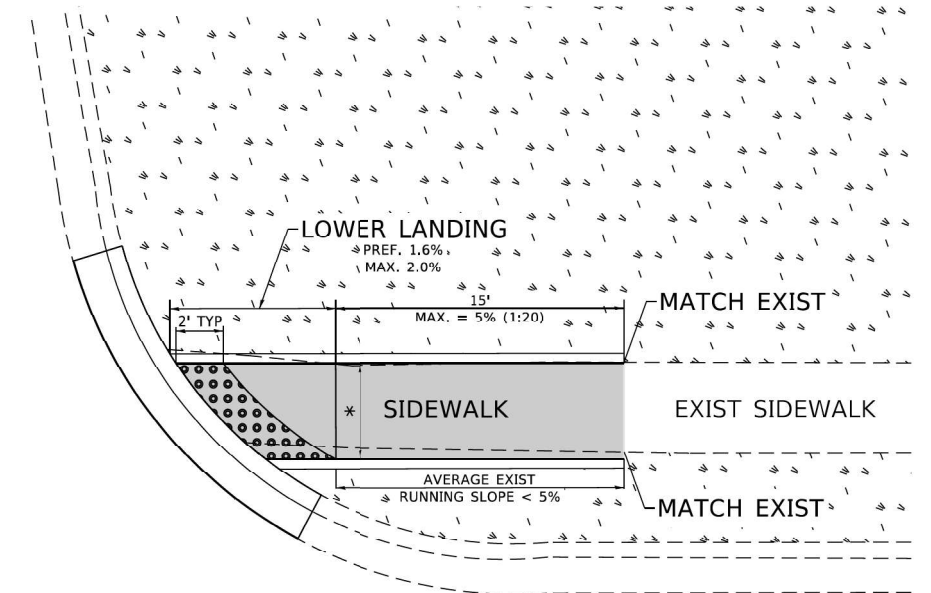 LOWER LANDING
PREF. 1.6%
MAX. 2.0%
15'
MAX. = 5% (1:20)
MATCH EXIST
2' TYP
* SIDEWALK
EXIST SIDEWALK
AVERAGE EXIST
RUNNING SLOPE < 5%
MATCH EXIST